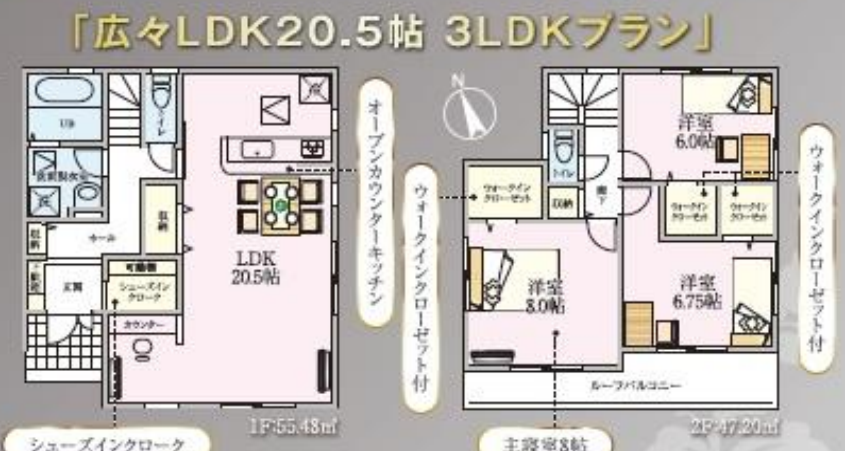 「広々LDK20.5帖 3LDKプラン」
UB
トイレ
洗面脱衣室
収納
ホール
収納
玄関
可動棚
シューズイン
クローク
カウンター
LDK
20.5帖
オープンカウンターキッチン
1F:55.48㎡
シューズインクローク
N
ウォークインクローゼット付
ウォークイン
クローゼット
トイレ
収納
廊下
洋室
6.0帖
ウォークイン
クローゼット
ウォークイン
クローゼット
洋室
8.0帖
洋室
6.75帖
ルーフバルコニー
ウォークインクローゼット付
2F:47.20㎡
主寝室8帖